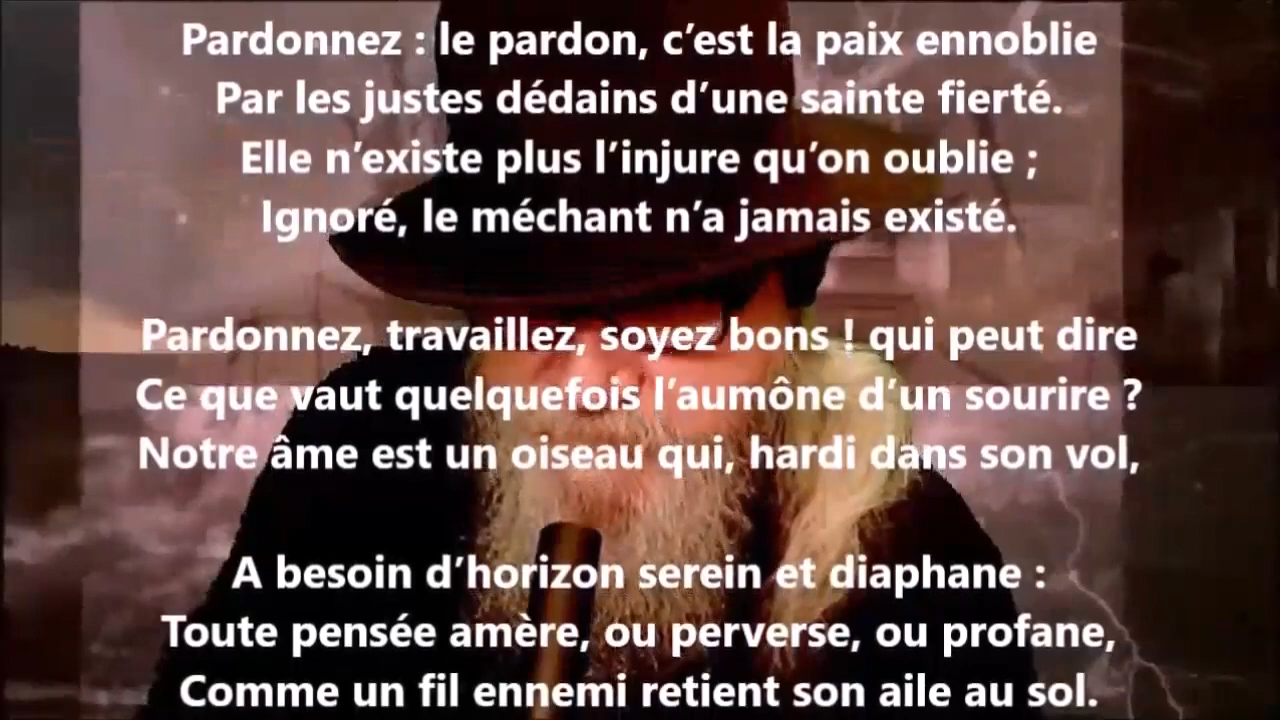 Pardonnez : le pardon, c’est la paix ennoblie
Par les justes dédains d’une sainte fierté.
Elle n’existe plus l’injure qu’on oublie ;
Ignoré, le méchant n’a jamais existé.
Pardonnez, travaillez, soyez bons ! qui peut dire
Ce que vaut quelquefois l’aumône d’un sourire ?
Notre âme est un oiseau qui, hardi dans son vol,
A besoin d’horizon serein et diaphane :
Toute pensée amère, ou perverse, ou profane,
Comme un fil ennemi retient son aile au sol.